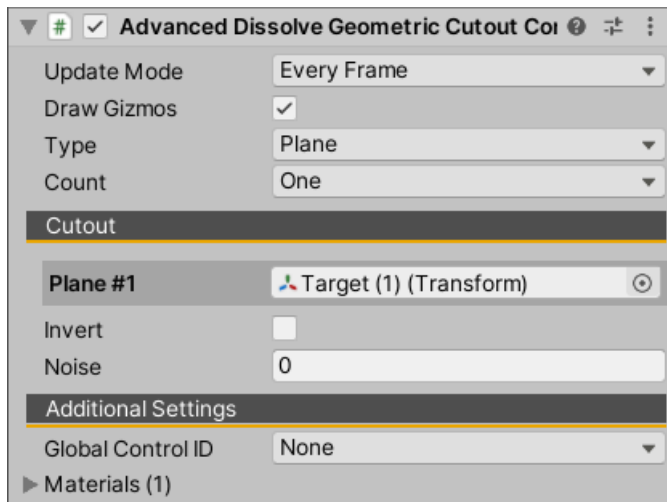 Advanced Dissolve Geometric Cutout Co
Update Mode Every Frame
Draw Gizmos
Type Plane
Count One
Cutout
Plane #1 Target (1) (Transform)
Invert
Noise 0
Additional Settings
Global Control ID None
Materials (1)